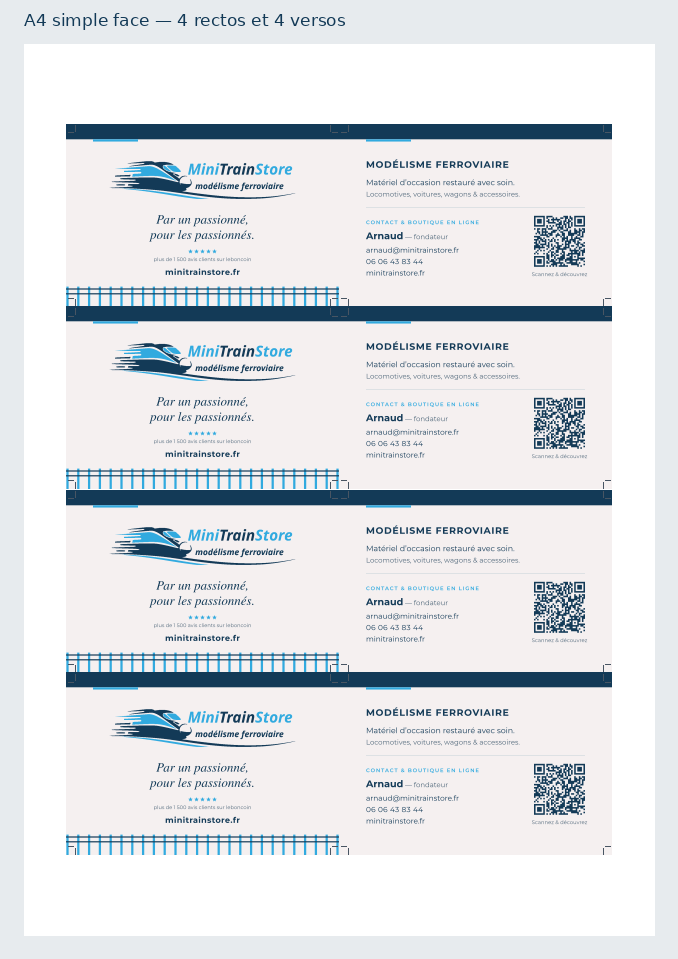 A4 simple face — 4 rectos et 4 versos
MiniTrainStore
modélisme ferroviaire
Par un passionné,
pour les passionnés.
★★★★★
plus de 1 500 avis clients sur leboncoin
minitrainstore.fr
MODÉLISME FERROVIAIRE
Matériel d’occasion restauré avec soin.
Locomotives, voitures, wagons & accessoires.
CONTACT & BOUTIQUE EN LIGNE
Arnaud — fondateur
arnaud@minitrainstore.fr
06 06 43 83 44
minitrainstore.fr
Scannez & découvrez
MiniTrainStore
modélisme ferroviaire
Par un passionné,
pour les passionnés.
★★★★★
plus de 1 500 avis clients sur leboncoin
minitrainstore.fr
MODÉLISME FERROVIAIRE
Matériel d’occasion restauré avec soin.
Locomotives, voitures, wagons & accessoires.
CONTACT & BOUTIQUE EN LIGNE
Arnaud — fondateur
arnaud@minitrainstore.fr
06 06 43 83 44
minitrainstore.fr
Scannez & découvrez
MiniTrainStore
modélisme ferroviaire
Par un passionné,
pour les passionnés.
★★★★★
plus de 1 500 avis clients sur leboncoin
minitrainstore.fr
MODÉLISME FERROVIAIRE
Matériel d’occasion restauré avec soin.
Locomotives, voitures, wagons & accessoires.
CONTACT & BOUTIQUE EN LIGNE
Arnaud — fondateur
arnaud@minitrainstore.fr
06 06 43 83 44
minitrainstore.fr
Scannez & découvrez
MiniTrainStore
modélisme ferroviaire
Par un passionné,
pour les passionnés.
★★★★★
plus de 1 500 avis clients sur leboncoin
minitrainstore.fr
MODÉLISME FERROVIAIRE
Matériel d’occasion restauré avec soin.
Locomotives, voitures, wagons & accessoires.
CONTACT & BOUTIQUE EN LIGNE
Arnaud — fondateur
arnaud@minitrainstore.fr
06 06 43 83 44
minitrainstore.fr
Scannez & découvrez